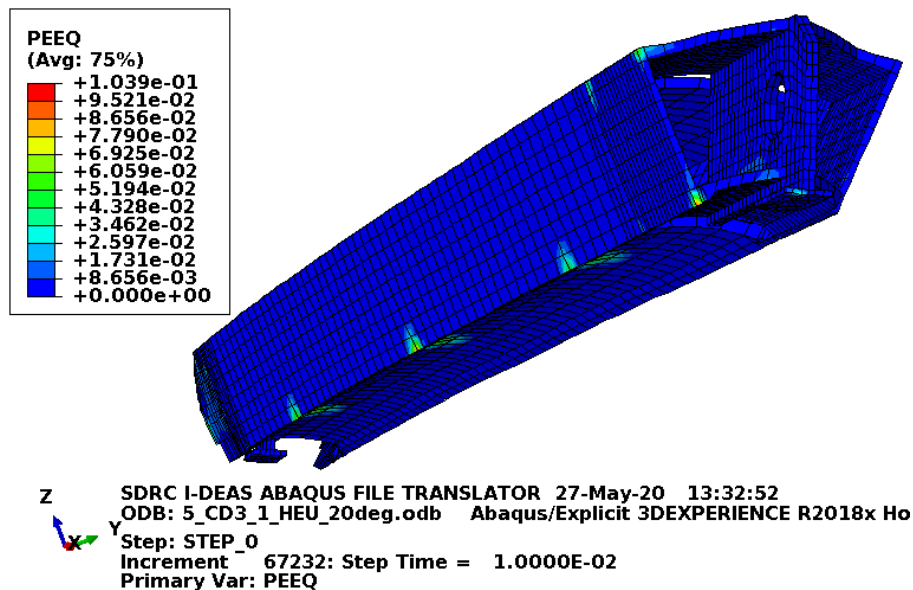 PEEQ
(Avg: 75%)
+1.039e-01
+9.521e-02
+8.656e-02
+7.790e-02
+6.925e-02
+6.059e-02
+5.194e-02
+4.328e-02
+3.462e-02
+2.597e-02
+1.731e-02
+8.656e-03
+0.000e+00
Z
Y
X
SDRC I-DEAS ABAQUS FILE TRANSLATOR 27-May-20 13:32:52
ODB: 5_CD3_1_HEU_20deg.odb Abaqus/Explicit 3DEXPERIENCE R2018x Ho
Step: STEP_0
Increment 67232: Step Time = 1.0000E-02
Primary Var: PEEQ